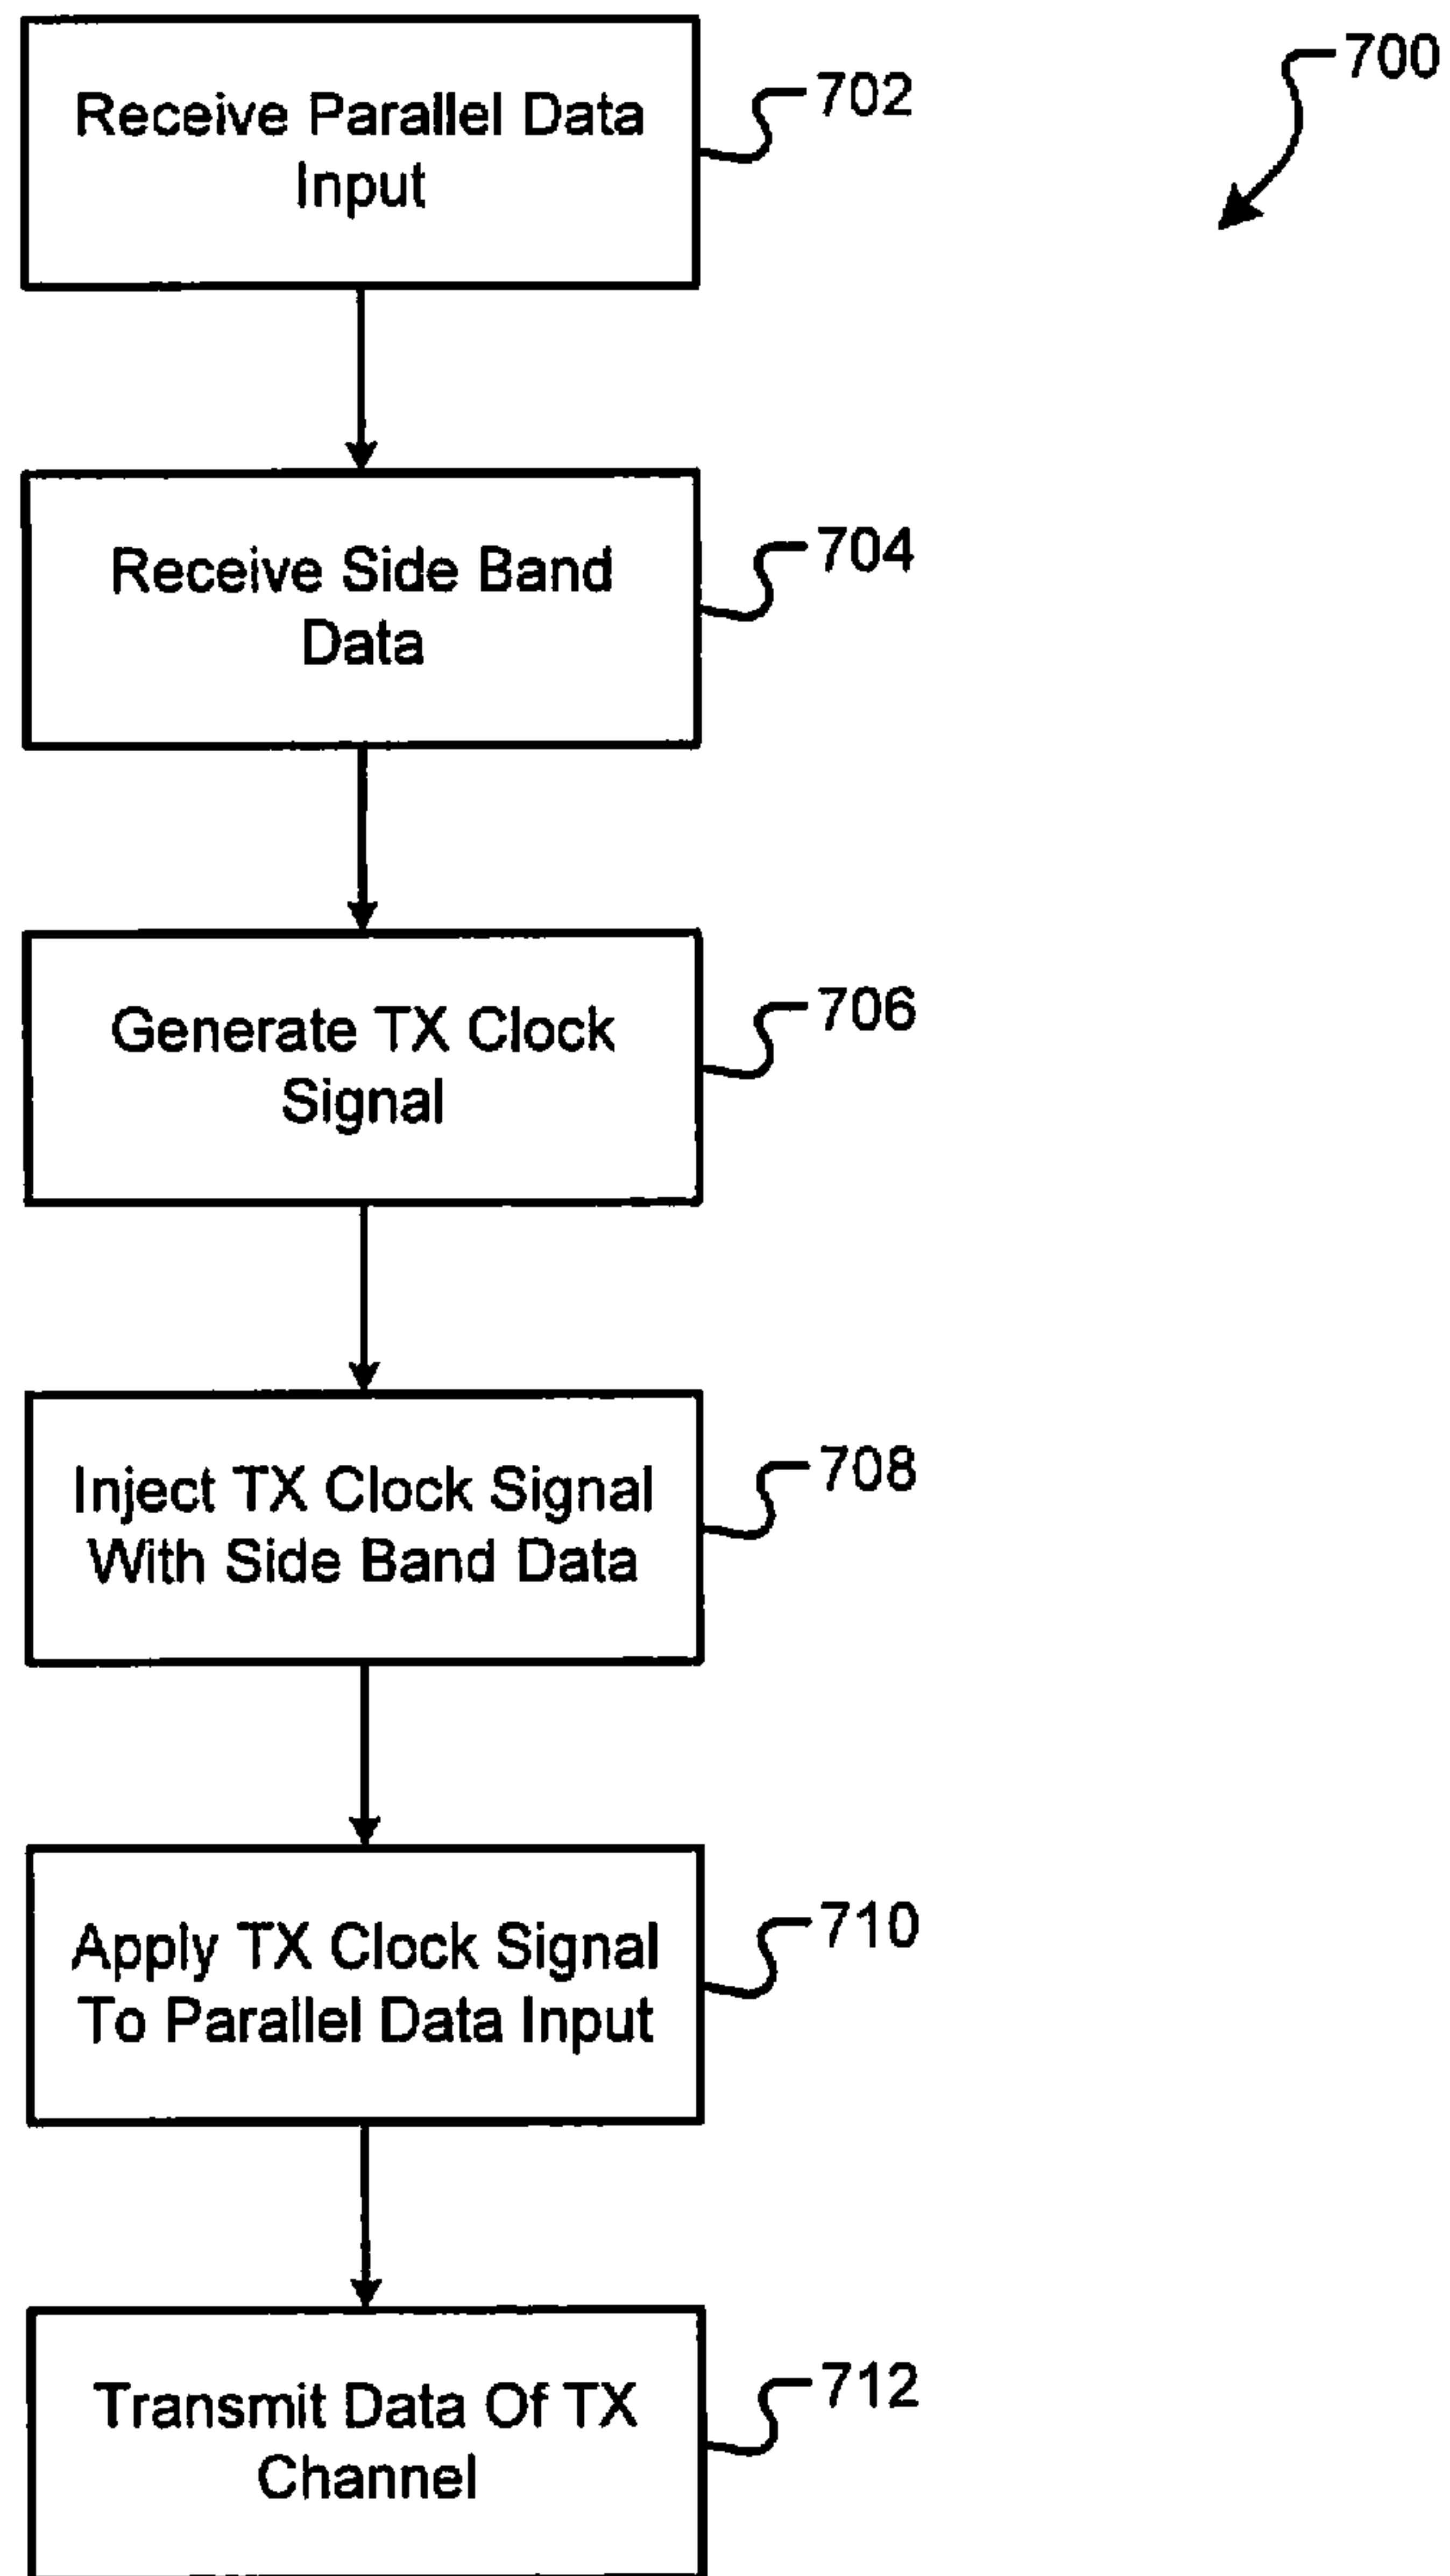 700
Receive Parallel Data
Input
702
Receive Side Band
Data
704
Generate TX Clock
Signal
706
Inject TX Clock Signal
With Side Band Data
708
Apply TX Clock Signal
To Parallel Data Input
710
Transmit Data Of TX
Channel
712